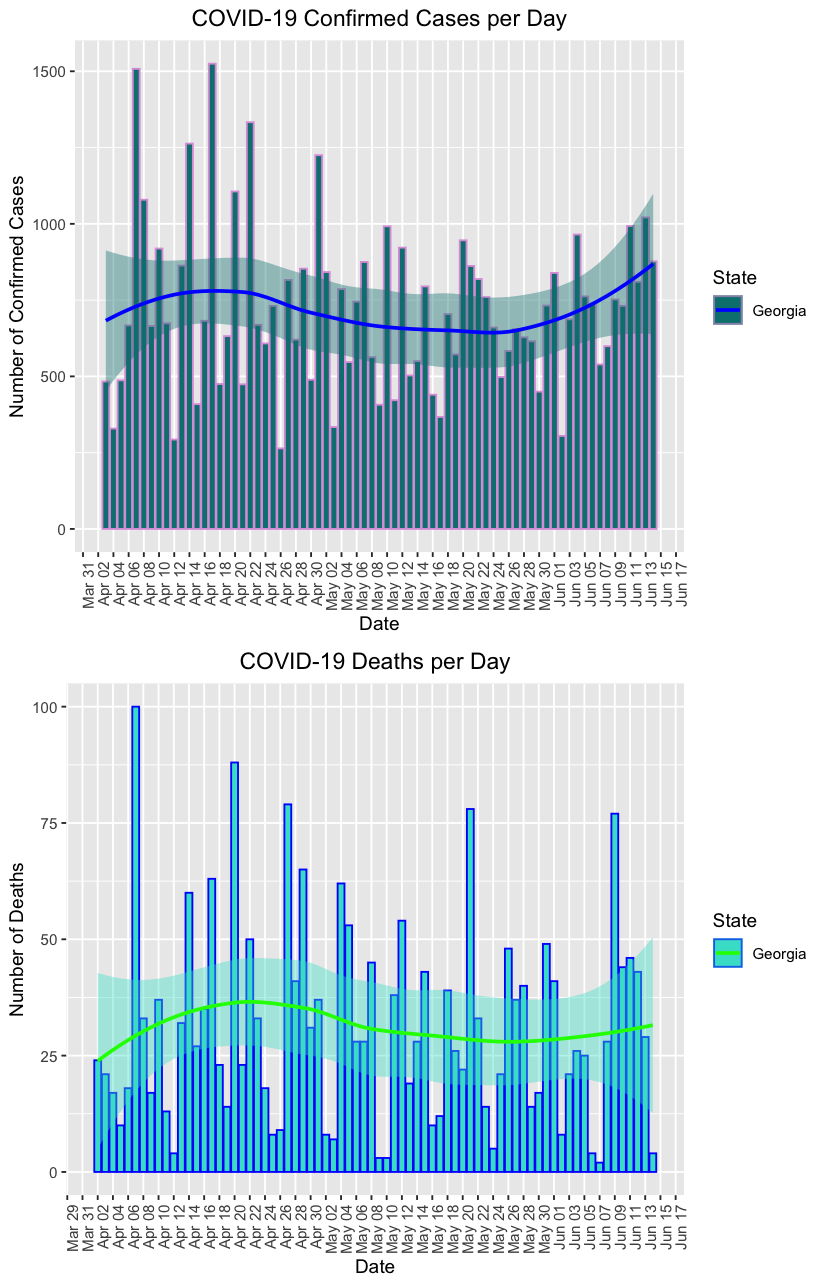 COVID-19 Confirmed Cases per Day
Number of Confirmed Cases
1500
1000
500
0
Mar 31
Apr 02
Apr 04
Apr 06
Apr 08
Apr 10
Apr 12
Apr 14
Apr 16
Apr 18
Apr 20
Apr 22
Apr 24
Apr 26
Apr 28
Apr 30
May 02
May 04
May 06
May 08
May 10
May 12
May 14
May 16
May 18
May 20
May 22
May 24
May 26
May 28
May 30
Jun 01
Jun 03
Jun 05
Jun 07
Jun 09
Jun 11
Jun 13
Jun 15
Jun 17
Date
State
Georgia
COVID-19 Deaths per Day
Number of Deaths
100
75
50
25
0
Mar 29
Mar 31
Apr 02
Apr 04
Apr 06
Apr 08
Apr 10
Apr 12
Apr 14
Apr 16
Apr 18
Apr 20
Apr 22
Apr 24
Apr 26
Apr 28
Apr 30
May 02
May 04
May 06
May 08
May 10
May 12
May 14
May 16
May 18
May 20
May 22
May 24
May 26
May 28
May 30
Jun 01
Jun 03
Jun 05
Jun 07
Jun 09
Jun 11
Jun 13
Jun 15
Jun 17
Date
State
Georgia